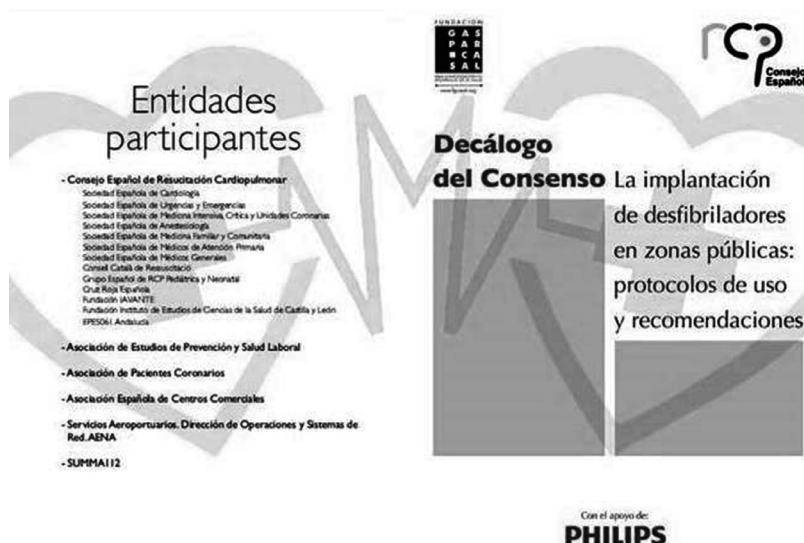 Entidades
participantes
- Consejo Español de Resucitación Cardiopulmonar
Sociedad Española de Cardiología
Sociedad Española de Urgencias y Emergencias
Sociedad Española de Medicina Intensiva, Crítica y Unidades Coronarias
Sociedad Española de Anestesiología
Sociedad Española de Medicina Familiar y Comunitaria
Sociedad Española de Médicos de Atención Primaria
Sociedad Española de Médicos Generales
Consell Català de Ressuscitació
Grupo Español de RCP Pediátrica y Neonatal
Cruz Roja Española
Fundación IAVANTE
Fundación Instituto de Estudios de Ciencias de la Salud de Castilla y León
EPES061. Andalucía
- Asociación de Estudios de Prevención y Salud Laboral
- Asociación de Pacientes Coronarios
- Asociación Española de Centros Comerciales
- Servicios Aeroportuarios. Dirección de Operaciones y Sistemas de
Red. AENA
- SUMMA112
FUNDACIÓN
GAS
PAR
CA
SAL
rcp
Consejo
Español
Decálogo
del Consenso
La implantación
de desfibriladores
en zonas públicas:
protocolos de uso
y recomendaciones
Con el apoyo de:
PHILIPS